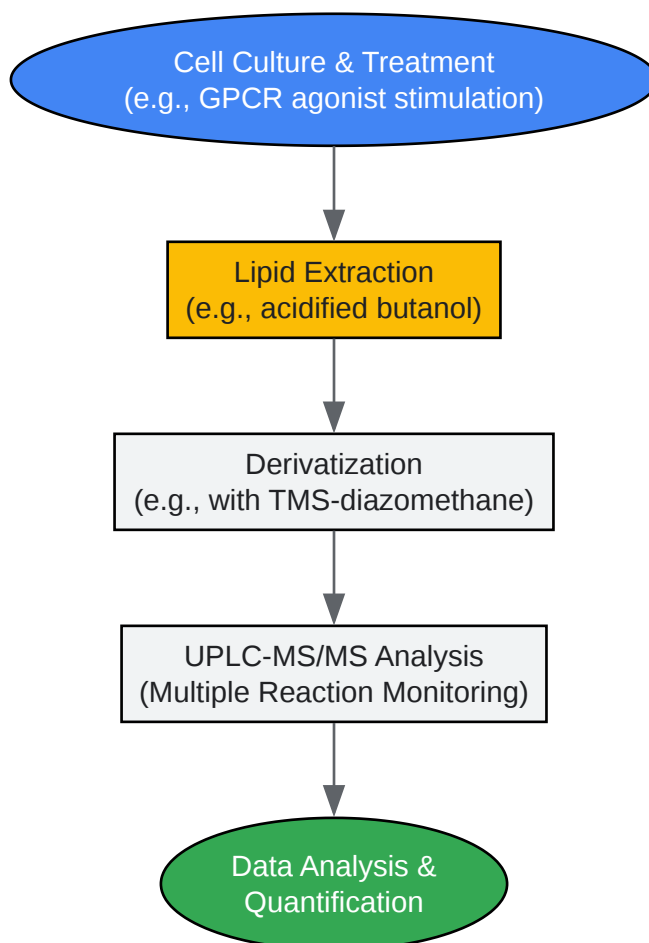 Cell Culture & Treatment
(e.g., GPCR agonist stimulation)
Lipid Extraction
(e.g., acidified butanol)
Derivatization
(e.g., with TMS-diazomethane)
UPLC-MS/MS Analysis
(Multiple Reaction Monitoring)
Data Analysis &
Quantification